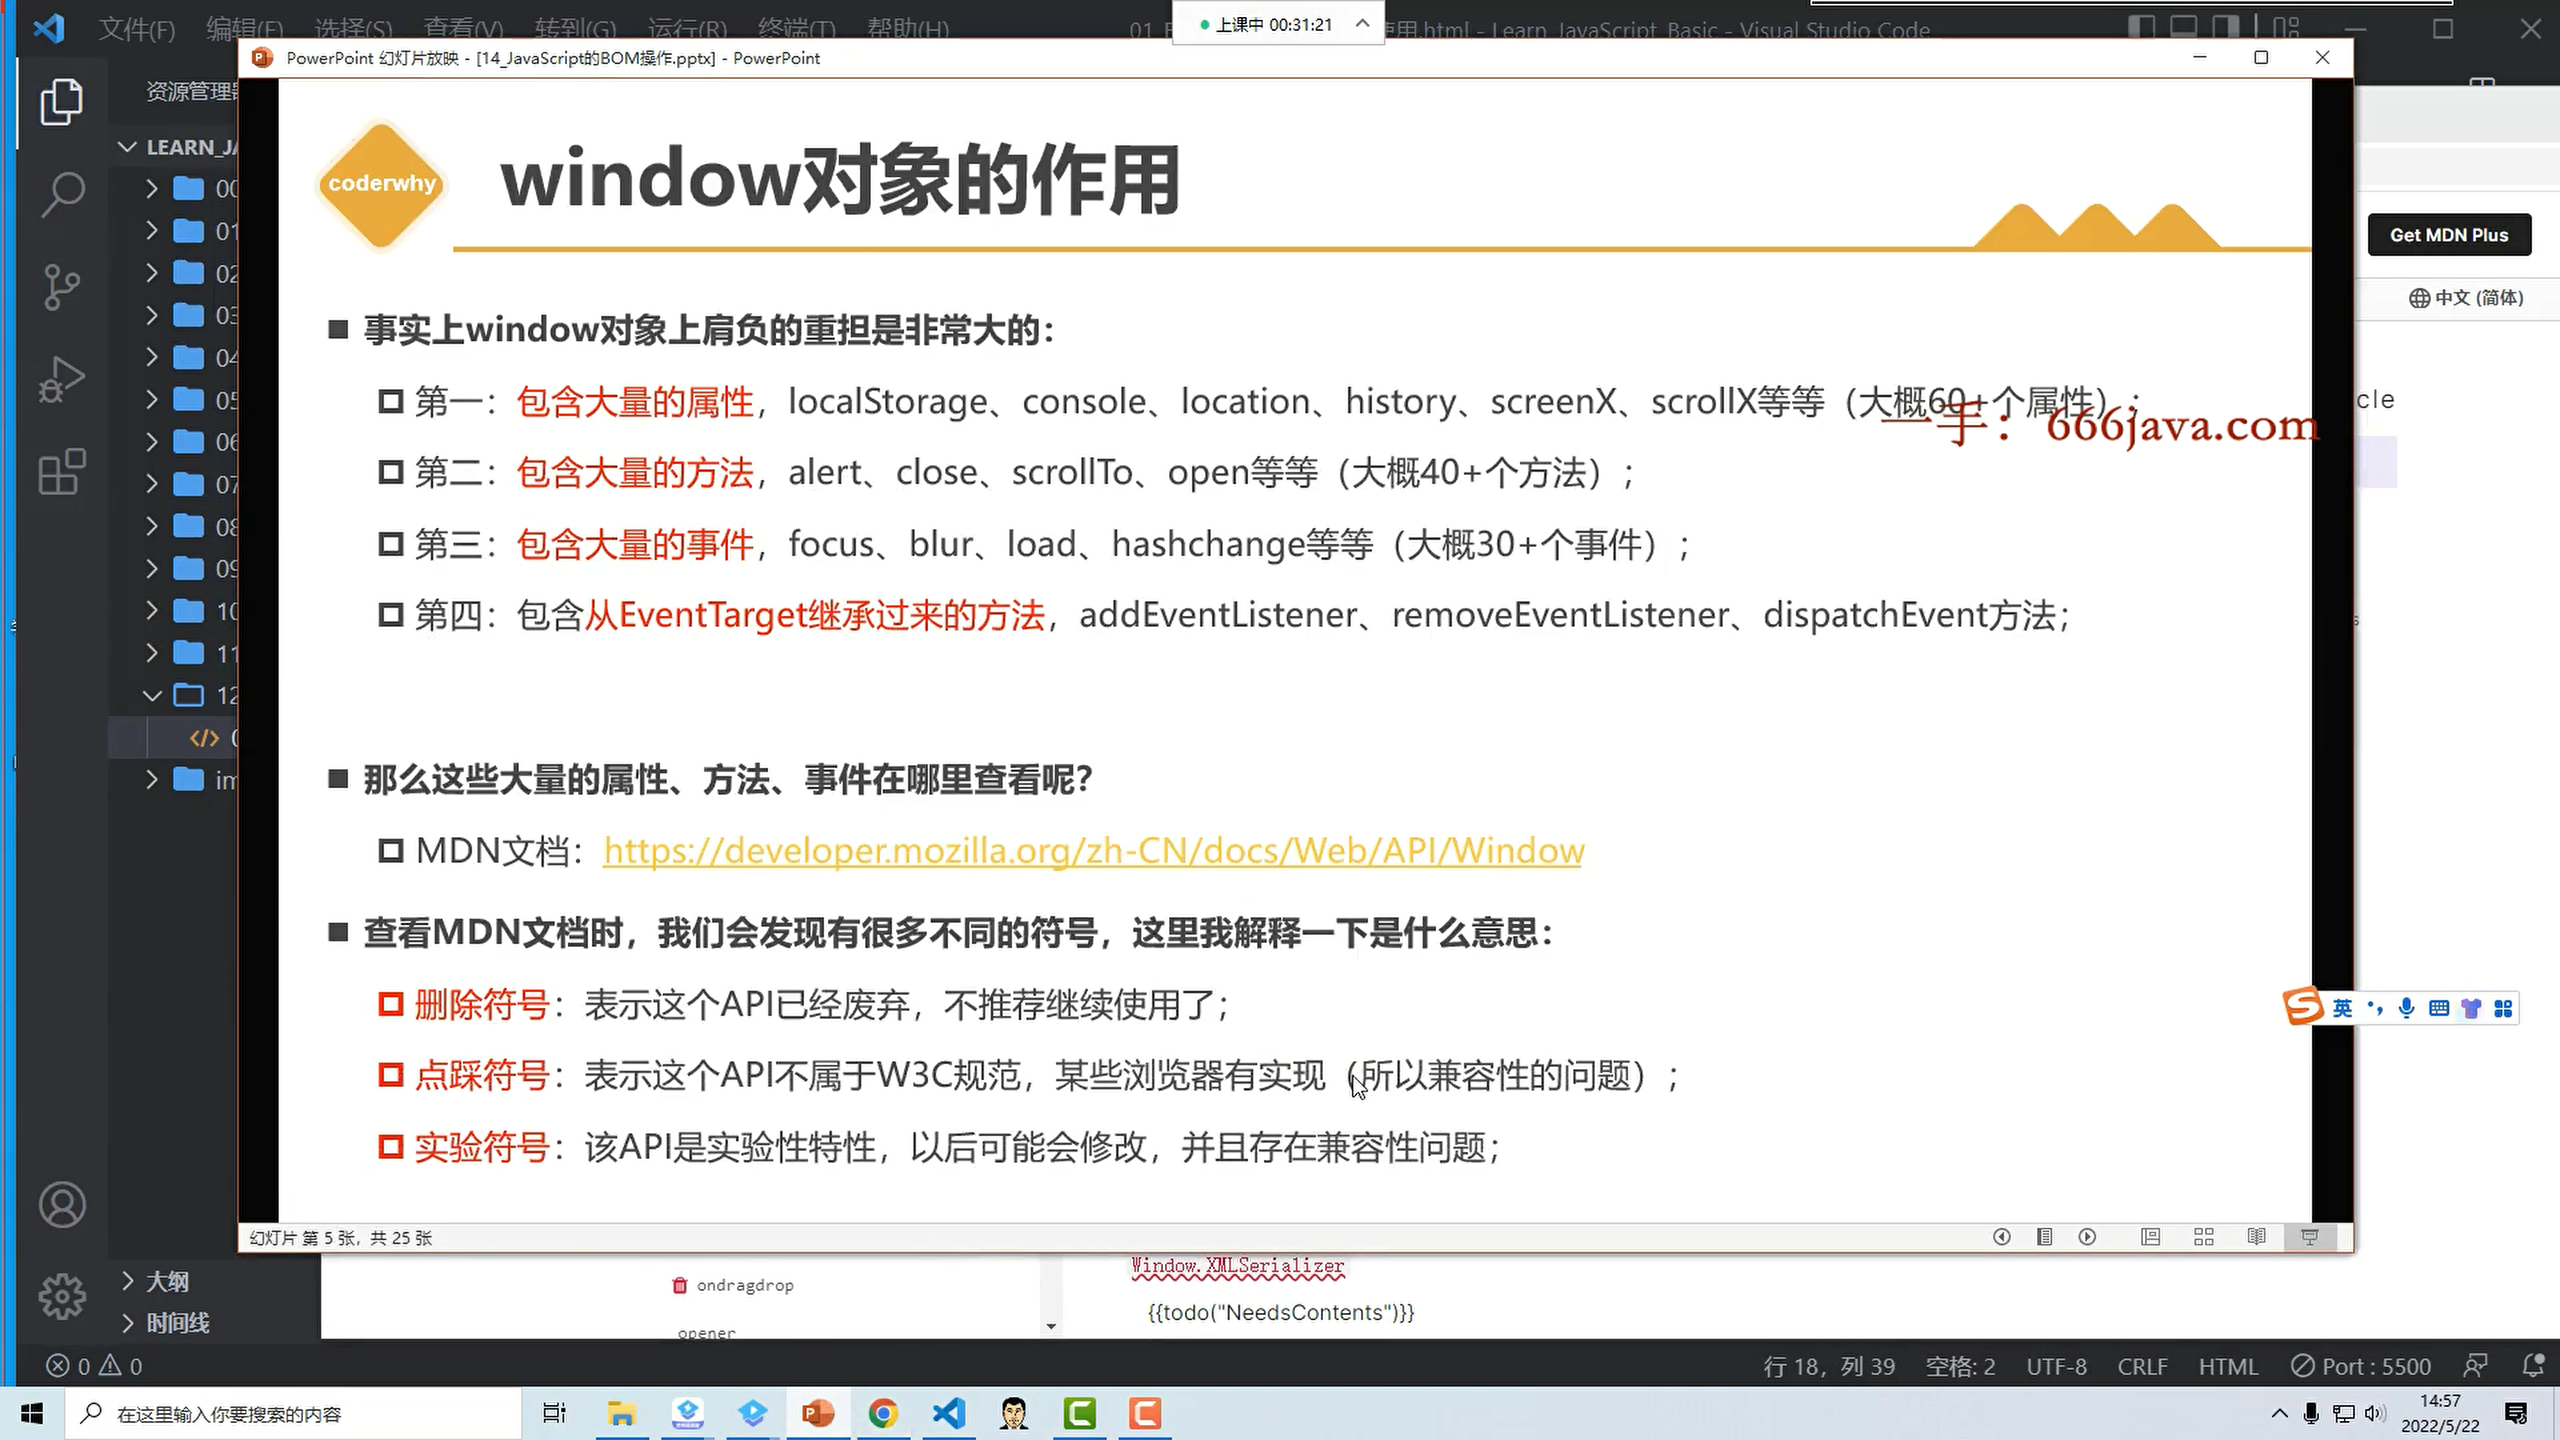 文件(F) 编辑(E) 选择(S) 查看(V) 转到(G) 运行(R) 终端(T) 帮助(H)
使用.html - Learn_JavaScript_Basic - Visual Studio Code
上课中 00:31:21
PowerPoint 幻灯片放映 - [14_JavaScript的BOM操作.pptx] - PowerPoint
资源管理器
LEARN_JA
00
01
02
03
04
05
06
07
08
09
10
11
12
im
大纲
时间线
coderwhy
window对象的作用
Get MDN Plus
中文 (简体)
事实上window对象上肩负的重担是非常大的：
第一：包含大量的属性，localStorage、console、location、history、screenX、scrollX等等（大概60+个属性）；
cle
一手：666java.com
第二：包含大量的方法，alert、close、scrollTo、open等等（大概40+个方法）；
第三：包含大量的事件，focus、blur、load、hashchange等等（大概30+个事件）；
第四：包含从EventTarget继承过来的方法，addEventListener、removeEventListener、dispatchEvent方法；
那么这些大量的属性、方法、事件在哪里查看呢？
MDN文档：https://developer.mozilla.org/zh-CN/docs/Web/API/Window
查看MDN文档时，我们会发现有很多不同的符号，这里我解释一下是什么意思：
删除符号：表示这个API已经废弃，不推荐继续使用了；
英
点踩符号：表示这个API不属于W3C规范，某些浏览器有实现（所以兼容性的问题）；
实验符号：该API是实验性特性，以后可能会修改，并且存在兼容性问题；
幻灯片 第 5 张，共 25 张
Window.XMLSerializer
ondragdrop
{{todo("NeedsContents")}}
opener
0 0
行 18，列 39 空格: 2 UTF-8 CRLF HTML Port : 5500
在这里输入你要搜索的内容
14:57
2022/5/22